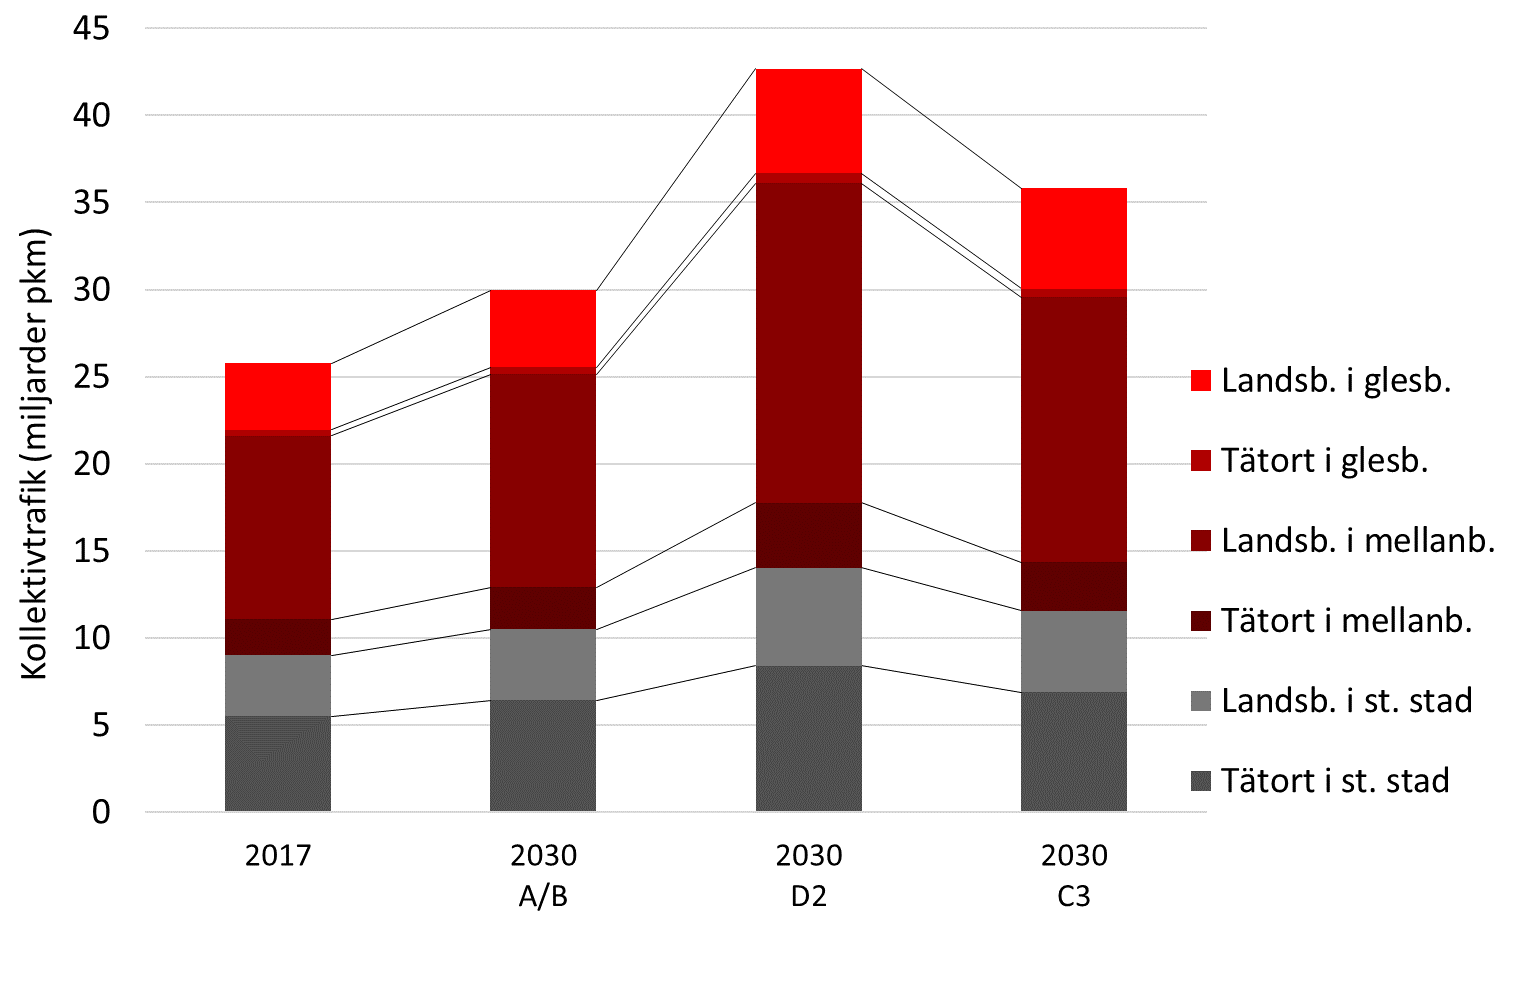 Kollektivtrafik (miljarder pkm)
45
40
35
30
25
20
15
10
5
0
2017
2030
A/B
2030
D2
2030
C3
Landsb. i glesb.
Tätort i glesb.
Landsb. i mellanb.
Tätort i mellanb.
Landsb. i st. stad
Tätort i st. stad